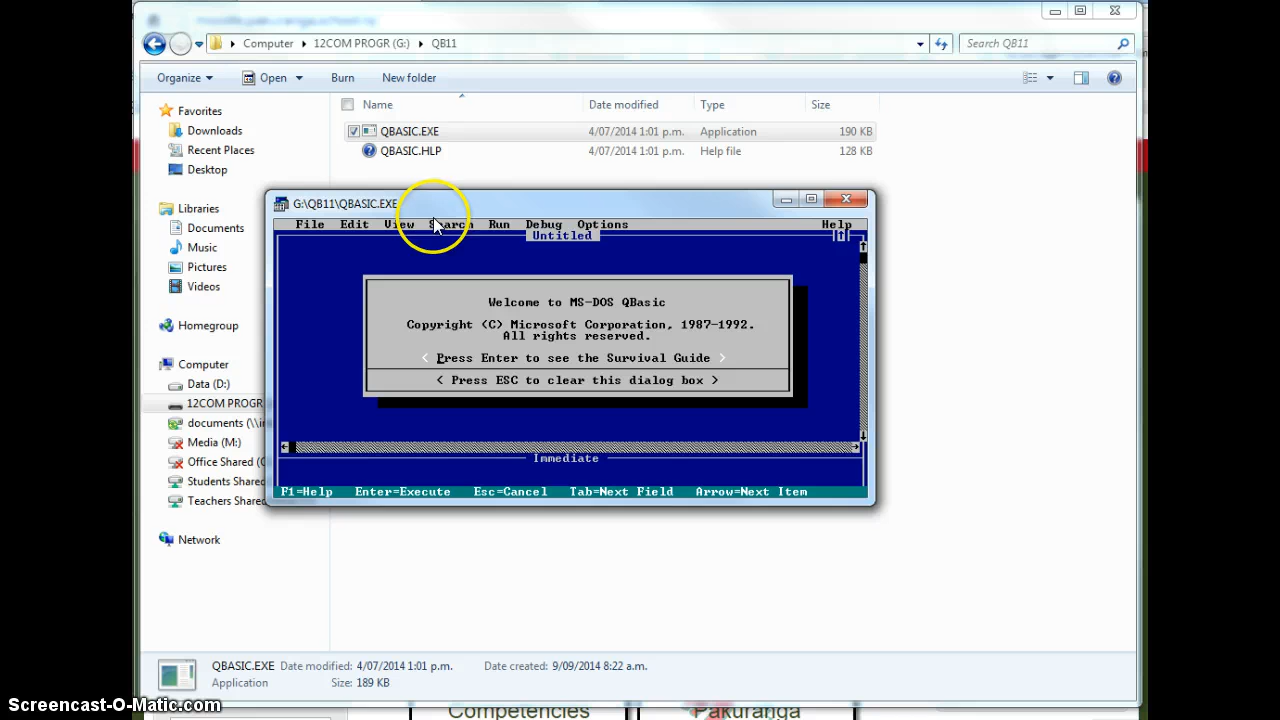 Computer 12COM PROGR (G:) QB11
Search QB11
Organize Open Burn New folder
Name Date modified Type Size
Favorites
Downloads
Recent Places
Desktop
Libraries
Documents
Music
Pictures
Videos
Homegroup
Computer
Data (D:)
12COM PROGR
documents (\\i
Media (M:)
Office Shared (
Students Share
Teachers Share
Network
QBASIC.EXE 4/07/2014 1:01 p.m. Application 190 KB
QBASIC.HLP 4/07/2014 1:01 p.m. Help file 128 KB
G:\QB11\QBASIC.EXE
File Edit View Search Run Debug Options Help
Untitled
Welcome to MS-DOS QBasic
Copyright (C) Microsoft Corporation, 1987-1992.
All rights reserved.
< Press Enter to see the Survival Guide >
< Press ESC to clear this dialog box >
Immediate
F1=Help Enter=Execute Esc=Cancel Tab=Next Field Arrow=Next Item
QBASIC.EXE Date modified: 4/07/2014 1:01 p.m. Date created: 9/09/2014 8:22 a.m.
Application Size: 189 KB
Screencast-O-Matic.com
Competencies Pakuranga